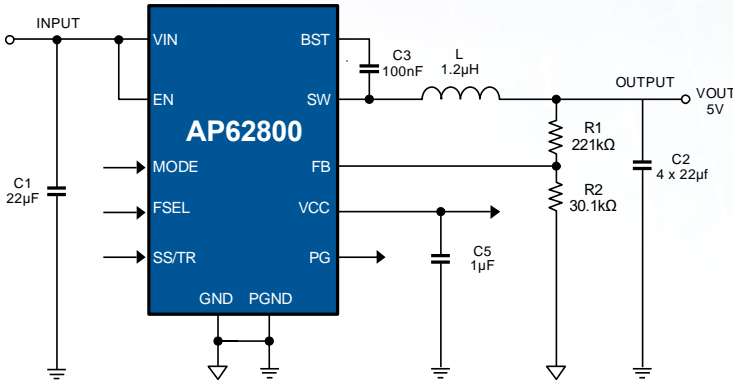 INPUT
VIN
BST
C3
100nF
L
1.2µH
OUTPUT
VOUT
5V
EN
SW
AP62800
R1
221kΩ
MODE
FB
C2
4 x 22µf
C1
22µF
R2
30.1kΩ
FSEL
VCC
SS/TR
PG
C5
1µF
GND
PGND